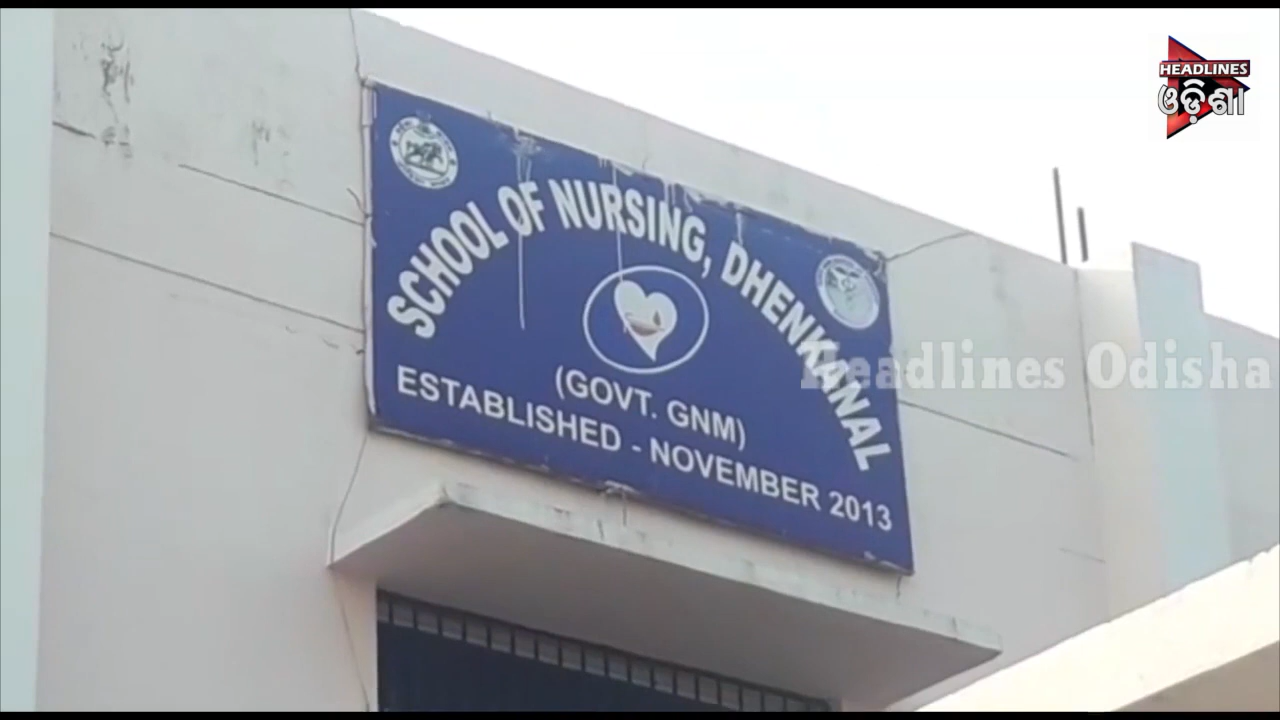 HEADLINES
ଓଡ଼ିଶା
SCHOOL OF NURSING, DHENKANAL
(GOVT. GNM)
ESTABLISHED - NOVEMBER 2013
Headlines Odisha